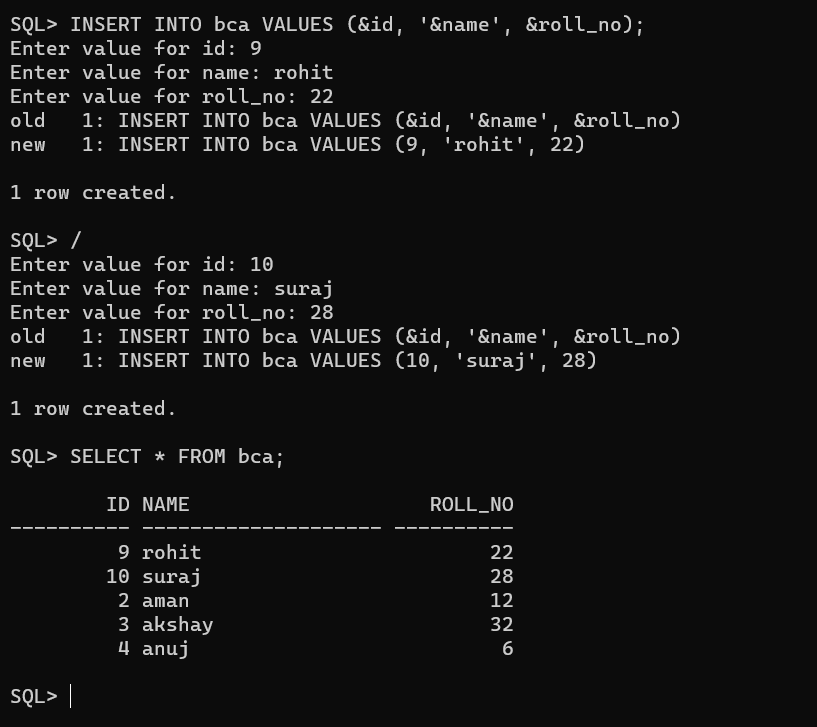 SQL> INSERT INTO bca VALUES (&id, '&name', &roll_no);
Enter value for id: 9
Enter value for name: rohit
Enter value for roll_no: 22
old   1: INSERT INTO bca VALUES (&id, '&name', &roll_no)
new   1: INSERT INTO bca VALUES (9, 'rohit', 22)

1 row created.

SQL> /
Enter value for id: 10
Enter value for name: suraj
Enter value for roll_no: 28
old   1: INSERT INTO bca VALUES (&id, '&name', &roll_no)
new   1: INSERT INTO bca VALUES (10, 'suraj', 28)

1 row created.

SQL> SELECT * FROM bca;

        ID NAME                    ROLL_NO
---------- -------------------- ----------
         9 rohit                        22
        10 suraj                        28
         2 aman                         12
         3 akshay                       32
         4 anuj                          6

SQL>